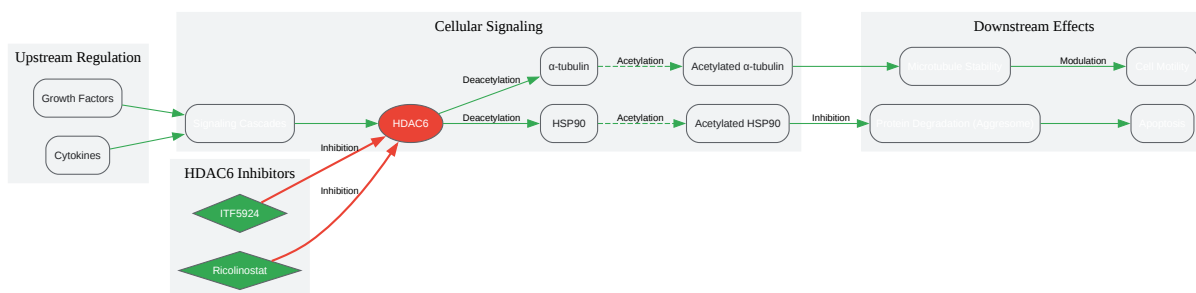 Upstream Regulation
Growth Factors
Cytokines
Cellular Signaling
Signaling Cascades
HDAC6
Deacetylation
Deacetylation
α-tubulin
HSP90
Acetylation
Acetylation
Acetylated α-tubulin
Acetylated HSP90
Inhibition
Downstream Effects
Microtubule Stability
Modulation
Cell Motility
Protein Degradation (Aggresome)
Apoptosis
HDAC6 Inhibitors
ITF5924
Ricolinostat
Inhibition
Inhibition